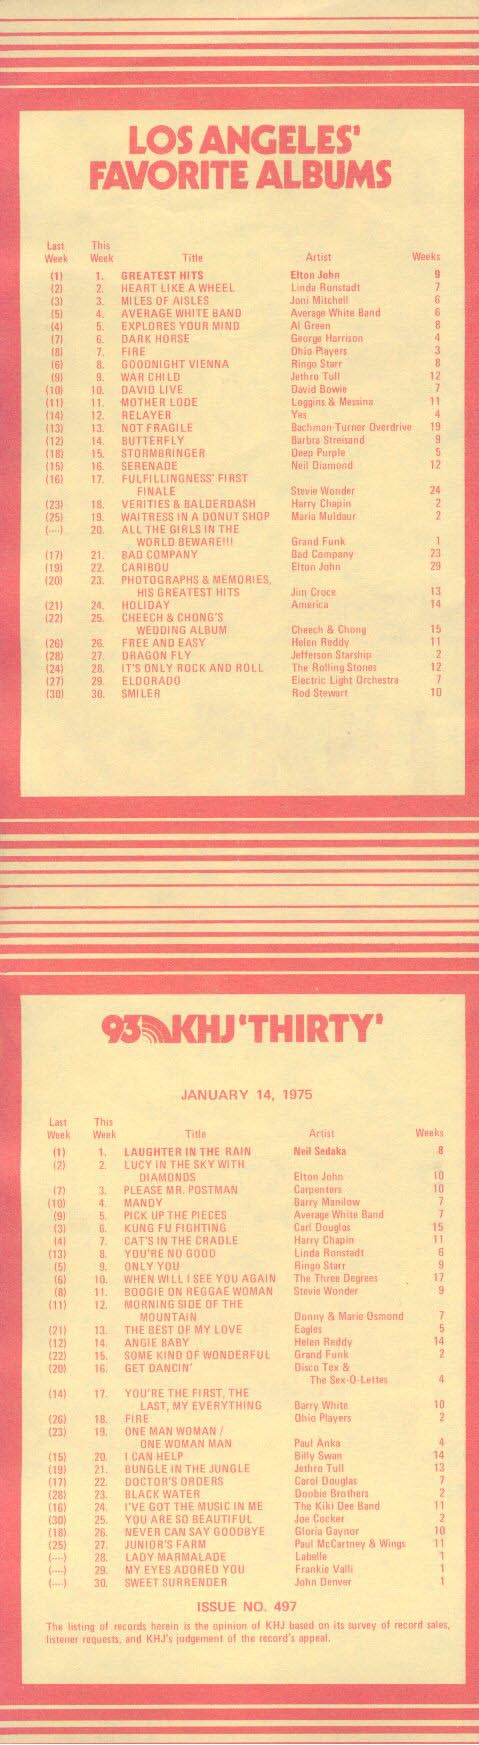 LOS ANGELES'
FAVORITE ALBUMS
Last This
Week Week Title Artist Weeks
(1) 1. GREATEST HITS Elton John 9
(2) 2. HEART LIKE A WHEEL Linda Ronstadt 7
(3) 3. MILES OF AISLES Joni Mitchell 6
(5) 4. AVERAGE WHITE BAND Average White Band 6
(4) 5. EXPLORES YOUR MIND Al Green 8
(7) 6. DARK HORSE George Harrison 4
(8) 7. FIRE Ohio Players 3
(6) 8. GOODNIGHT VIENNA Ringo Starr 8
(9) 9. WAR CHILD Jethro Tull 12
(10) 10. DAVID LIVE David Bowie 7
(11) 11. MOTHER LODE Loggins & Messina 11
(14) 12. RELAYER Yes 4
(13) 13. NOT FRAGILE Bachman-Turner Overdrive 19
(12) 14. BUTTERFLY Barbra Streisand 9
(18) 15. STORMBRINGER Deep Purple 5
(15) 16. SERENADE Neil Diamond 12
(16) 17. FULFILLINGNESS' FIRST
FINALE Stevie Wonder 24
(23) 18. VERITIES & BALDERDASH Harry Chapin 2
(25) 19. WAITRESS IN A DONUT SHOP Maria Muldaur 2
(---) 20. ALL THE GIRLS IN THE
WORLD BEWARE!!! Grand Funk 1
(17) 21. BAD COMPANY Bad Company 23
(19) 22. CARIBOU Elton John 29
(20) 23. PHOTOGRAPHS & MEMORIES,
HIS GREATEST HITS Jim Croce 13
(21) 24. HOLIDAY America 14
(22) 25. CHEECH & CHONG'S
WEDDING ALBUM Cheech & Chong 15
(26) 26. FREE AND EASY Helen Reddy 11
(28) 27. DRAGON FLY Jefferson Starship 2
(24) 28. IT'S ONLY ROCK AND ROLL The Rolling Stones 12
(27) 29. ELDORADO Electric Light Orchestra 7
(30) 30. SMILER Rod Stewart 10
93 KHJ 'THIRTY'
JANUARY 14, 1975
Last This
Week Week Title Artist Weeks
(1) 1. LAUGHTER IN THE RAIN Neil Sedaka 8
(2) 2. LUCY IN THE SKY WITH
DIAMONDS Elton John 10
(7) 3. PLEASE MR. POSTMAN Carpenters 10
(10) 4. MANDY Barry Manilow 7
(9) 5. PICK UP THE PIECES Average White Band 7
(3) 6. KUNG FU FIGHTING Carl Douglas 15
(4) 7. CAT'S IN THE CRADLE Harry Chapin 11
(13) 8. YOU'RE NO GOOD Linda Ronstadt 6
(5) 9. ONLY YOU Ringo Starr 9
(6) 10. WHEN WILL I SEE YOU AGAIN The Three Degrees 17
(8) 11. BOOGIE ON REGGAE WOMAN Stevie Wonder 9
(11) 12. MORNING SIDE OF THE
MOUNTAIN Donny & Marie Osmond 7
(21) 13. THE BEST OF MY LOVE Eagles 5
(12) 14. ANGIE BABY Helen Reddy 14
(22) 15. SOME KIND OF WONDERFUL Grand Funk 2
(20) 16. GET DANCIN' Disco Tex &
The Sex-O-Lettes 4
(14) 17. YOU'RE THE FIRST, THE
LAST, MY EVERYTHING Barry White 10
(26) 18. FIRE Ohio Players 2
(23) 19. ONE MAN WOMAN /
ONE WOMAN MAN Paul Anka 4
(15) 20. I CAN HELP Billy Swan 14
(19) 21. BUNGLE IN THE JUNGLE Jethro Tull 13
(17) 22. DOCTOR'S ORDERS Carol Douglas 7
(28) 23. BLACK WATER Doobie Brothers 2
(16) 24. I'VE GOT THE MUSIC IN ME The Kiki Dee Band 11
(30) 25. YOU ARE SO BEAUTIFUL Joe Cocker 2
(18) 26. NEVER CAN SAY GOODBYE Gloria Gaynor 10
(25) 27. JUNIOR'S FARM Paul McCartney & Wings 11
(---) 28. LADY MARMALADE Labelle 1
(---) 29. MY EYES ADORED YOU Frankie Valli 1
(---) 30. SWEET SURRENDER John Denver 1
ISSUE NO. 497
The listing of records herein is the opinion of KHJ based on its survey of record sales,
listener requests, and KHJ's judgement of the record's appeal.